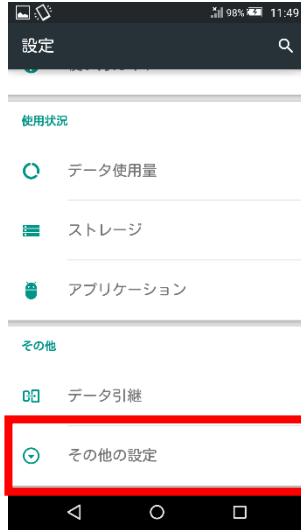 98% 11:49
設定
使用状況
データ使用量
ストレージ
アプリケーション
その他
データ引継
その他の設定